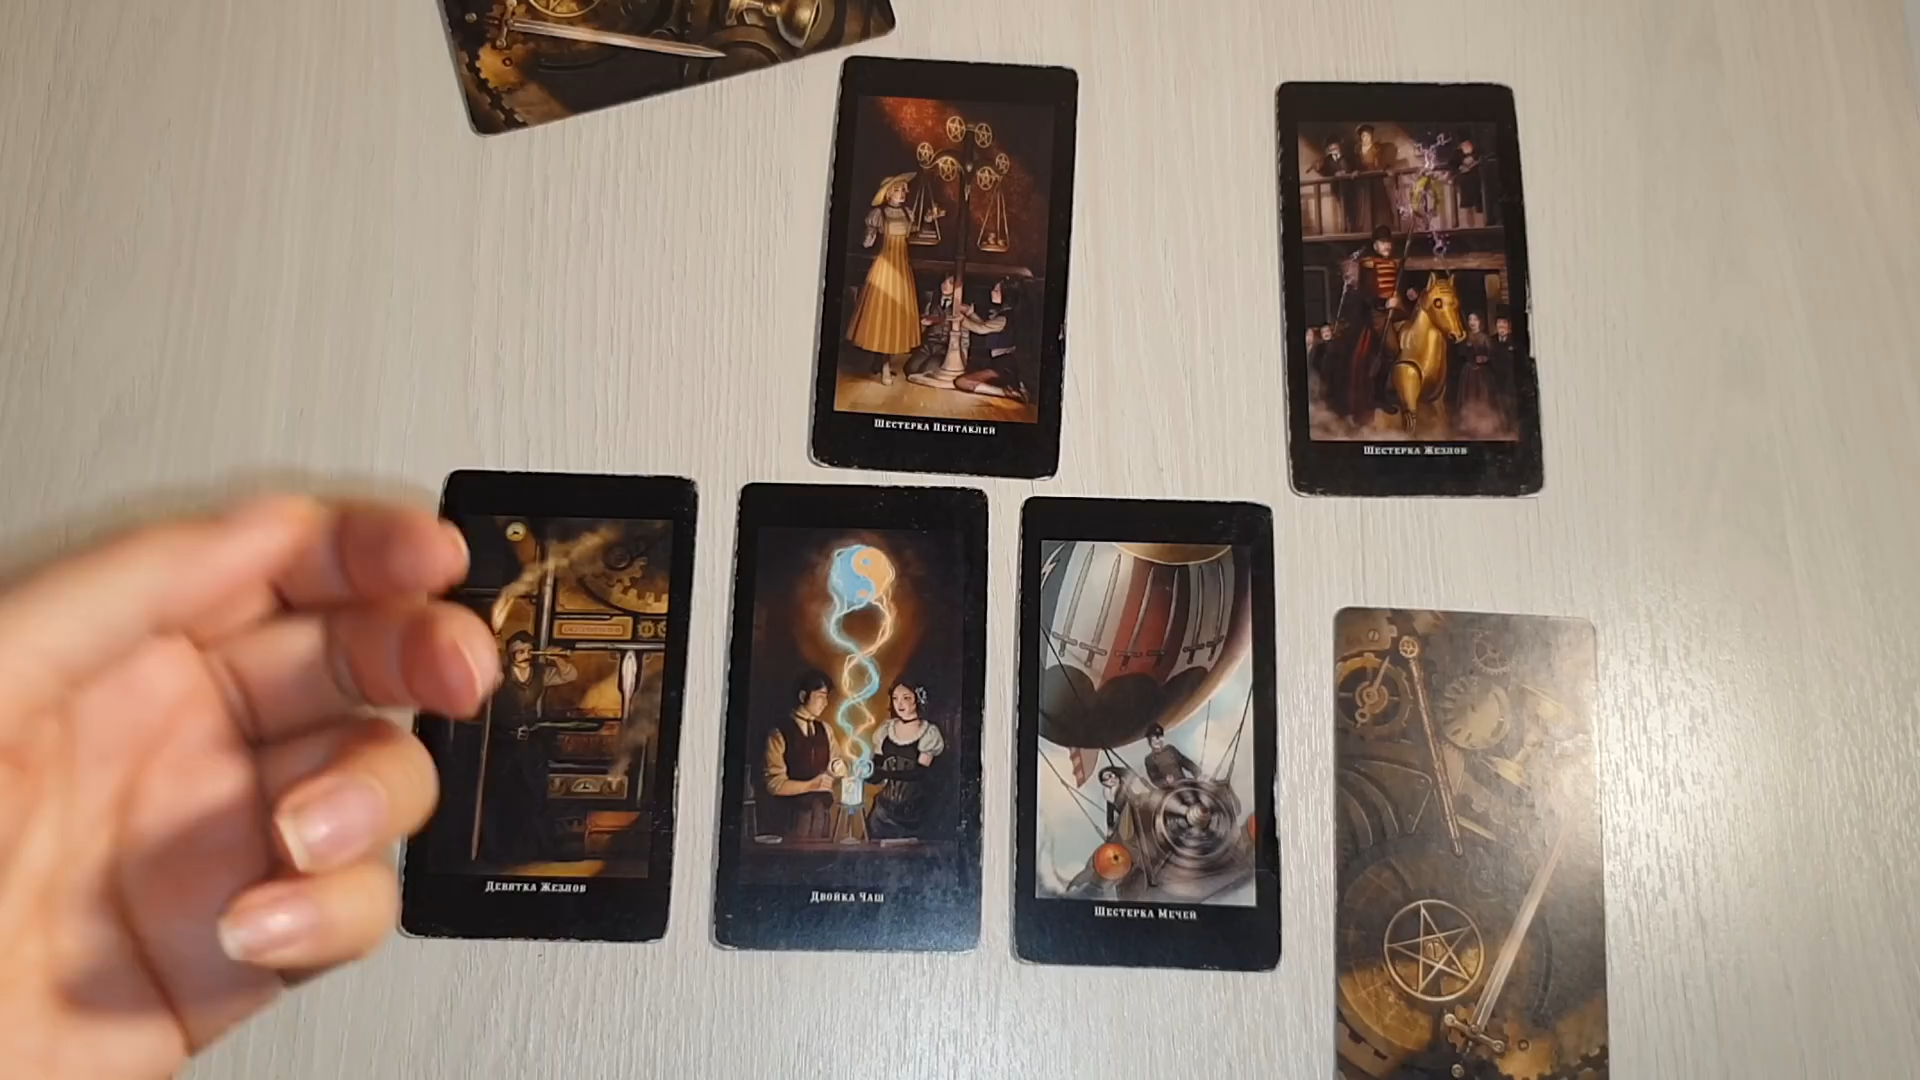 Шестерка Пентаклей
Шестерка Жезлов
Девятка Жезлов
Двойка Чаш
Шестерка Мечей